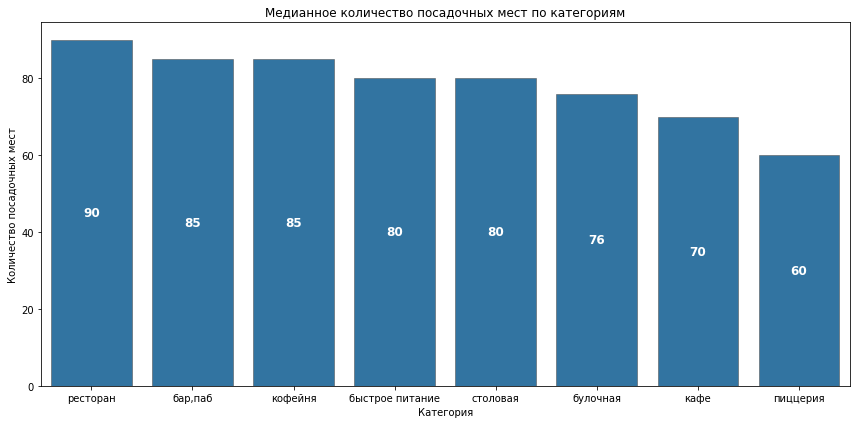 Медианное количество посадочных мест по категориям
Количество посадочных мест
80
60
40
20
0
90
85
85
80
80
76
70
60
ресторан
бар,паб
кофейня
быстрое питание
столовая
булочная
кафе
пиццерия
Категория